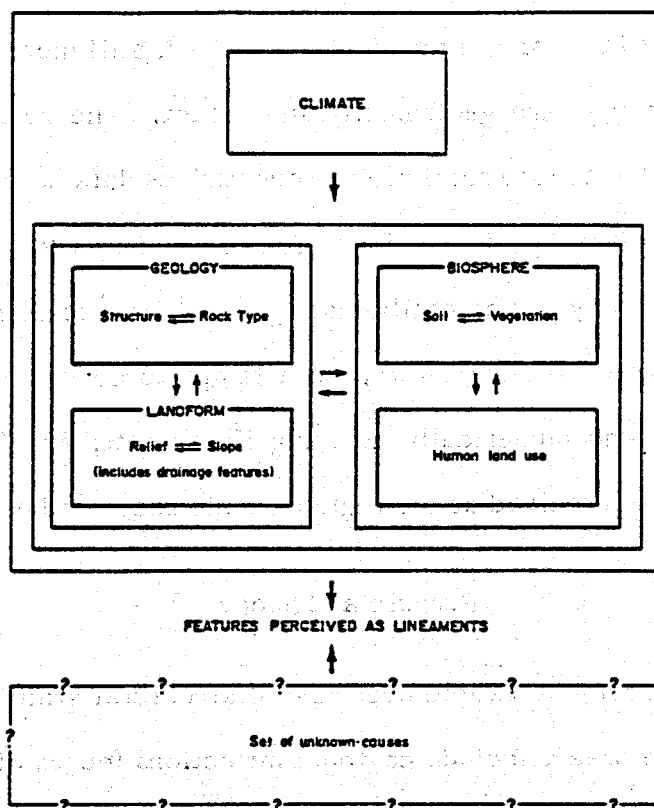 CLIMATE
GEOLOGY
Structure ⇌ Rock Type
LANDFORM
Relief ⇌ Slope
(includes drainage features)
BIOSPHERE
Soil ⇌ Vegetation
Human land use
FEATURES PERCEIVED AS LINEAMENTS
? ? ? ? ? ?
?
Set of unknown-causes
? ? ? ? ? ?